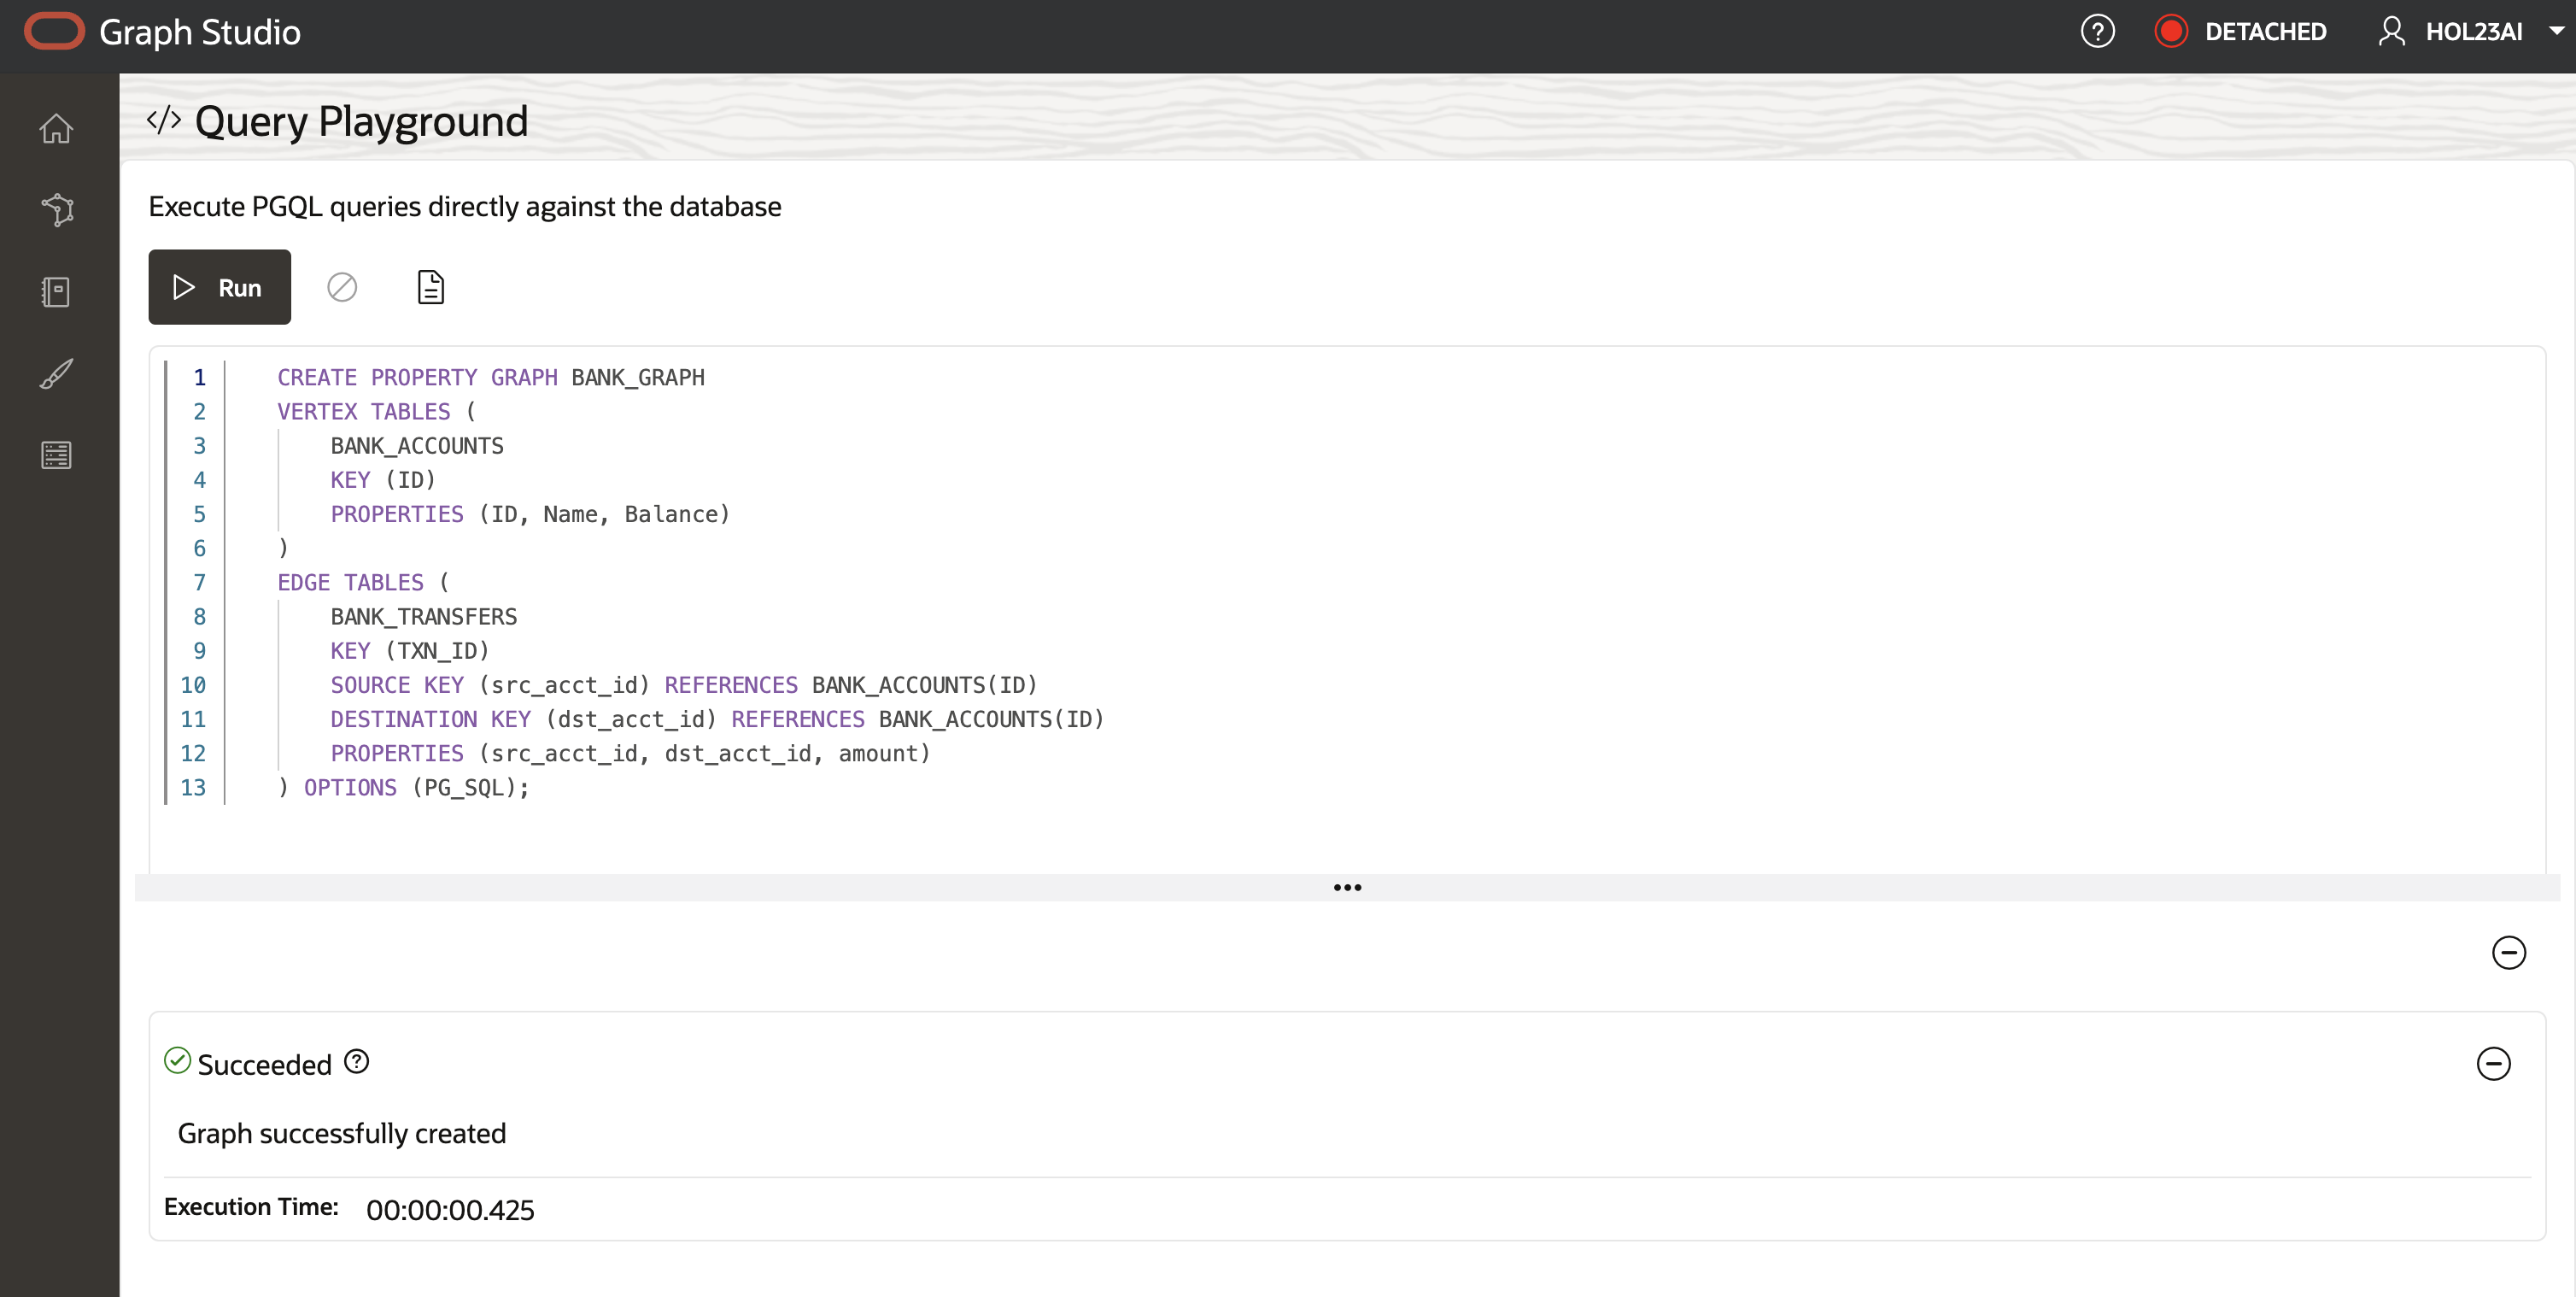 Graph Studio
DETACHED
HOL23AI
</> Query Playground
Execute PGQL queries directly against the database
Run
1 CREATE PROPERTY GRAPH BANK_GRAPH
2 VERTEX TABLES (
3 BANK_ACCOUNTS
4 KEY (ID)
5 PROPERTIES (ID, Name, Balance)
6 )
7 EDGE TABLES (
8 BANK_TRANSFERS
9 KEY (TXN_ID)
10 SOURCE KEY (src_acct_id) REFERENCES BANK_ACCOUNTS(ID)
11 DESTINATION KEY (dst_acct_id) REFERENCES BANK_ACCOUNTS(ID)
12 PROPERTIES (src_acct_id, dst_acct_id, amount)
13 ) OPTIONS (PG_SQL);
Succeeded
Graph successfully created
Execution Time: 00:00:00.425